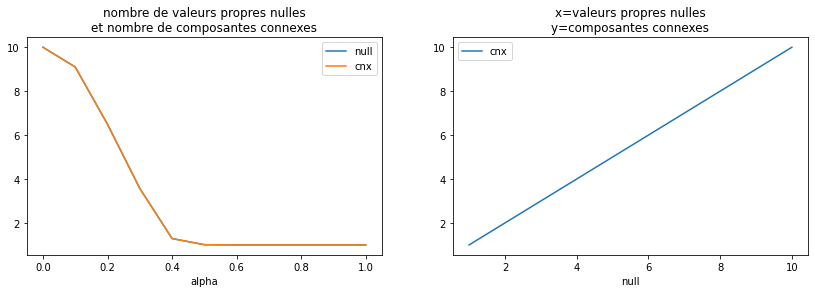 nombre de valeurs propres nulles
et nombre de composantes connexes
10
8
6
4
2
null
cnx
0.0 0.2 0.4 0.6 0.8 1.0
alpha
x=valeurs propres nulles
y=composantes connexes
10
8
6
4
2
cnx
2 4 6 8 10
null